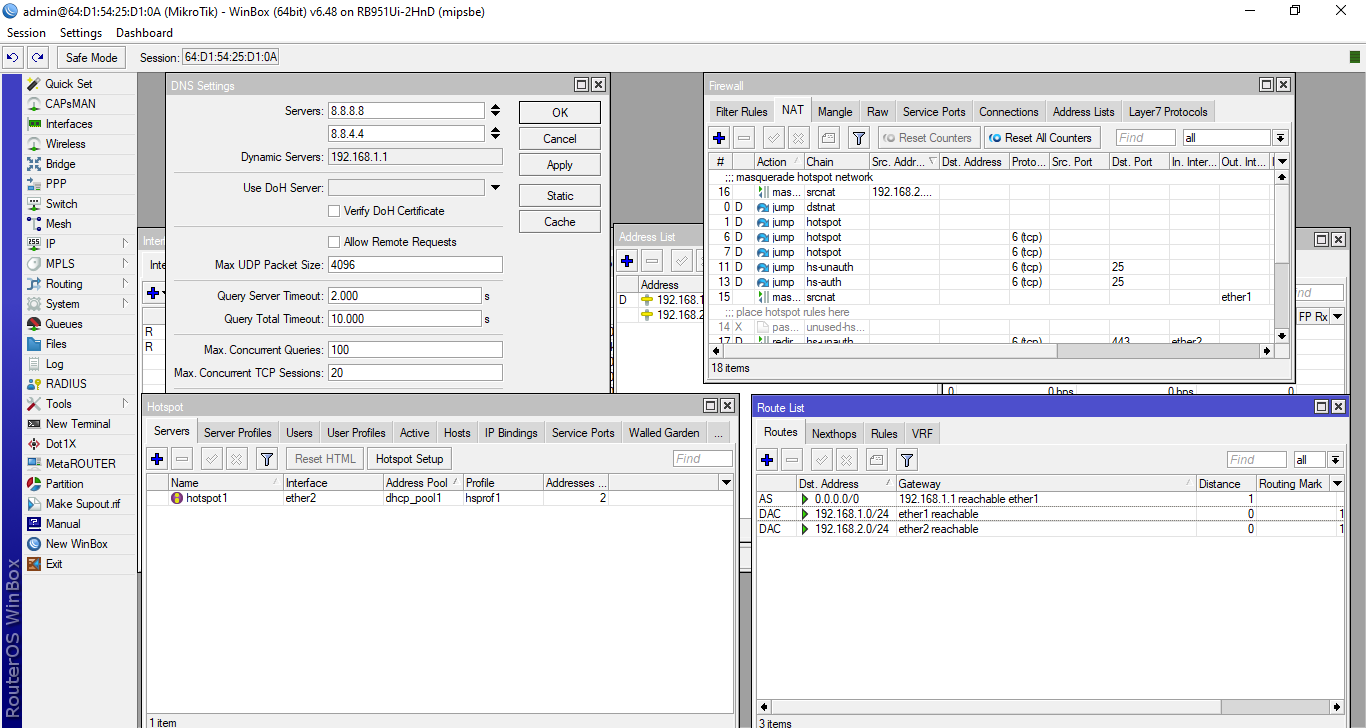 admin@64:D1:54:25:D1:0A (MikroTik) - WinBox (64bit) v6.48 on RB951Ui-2HnD (mipsbe)
Session Settings Dashboard
Safe Mode Session: 64:D1:54:25:D1:0A
Quick Set
CAPsMAN
Interfaces
Wireless
Bridge
PPP
Switch
Mesh
IP
MPLS
Routing
System
Queues
Files
Log
RADIUS
Tools
New Terminal
Dot1X
MetaROUTER
Partition
Make Supout.rif
Manual
New WinBox
Exit
RouterOS WinBox
DNS Settings
Servers: 8.8.8.8
8.8.4.4
Dynamic Servers: 192.168.1.1
Use DoH Server:
Verify DoH Certificate
Allow Remote Requests
Max UDP Packet Size: 4096
Query Server Timeout: 2.000 s
Query Total Timeout: 10.000 s
Max. Concurrent Queries: 100
Max. Concurrent TCP Sessions: 20
OK
Cancel
Apply
Static
Cache
Inte
R
R
Address List
Address
D 192.168.1
192.168.2
Firewall
Filter Rules NAT Mangle Raw Service Ports Connections Address Lists Layer7 Protocols
Reset Counters Reset All Counters Find all
# Action Chain Src. Addr... Dst. Address Proto... Src. Port Dst. Port In. Inter... Out. Int...
;;; masquerade hotspot network
16 mas... srcnat 192.168.2....
0 D jump dstnat
1 D jump hotspot
6 D jump hotspot 6 (tcp)
7 D jump hotspot 6 (tcp)
11 D jump hs-unauth 6 (tcp) 25
13 D jump hs-auth 6 (tcp) 25
15 mas... srcnat ether1
;;; place hotspot rules here
14 X pas... unused-hs...
17 D redir... hs-unauth 6 (tcp) 443 ether2
18 items
nd
FP Rx
0 0 bps 0 bps 0
Hotspot
Servers Server Profiles Users User Profiles Active Hosts IP Bindings Service Ports Walled Garden ...
Reset HTML Hotspot Setup Find
Name Interface Address Pool Profile Addresses ...
hotspot1 ether2 dhcp_pool1 hsprof1 2
1 item
Route List
Routes Nexthops Rules VRF
Find all
Dst. Address Gateway Distance Routing Mark
AS 0.0.0.0/0 192.168.1.1 reachable ether1 1
DAC 192.168.1.0/24 ether1 reachable 0 1
DAC 192.168.2.0/24 ether2 reachable 0 1
3 items